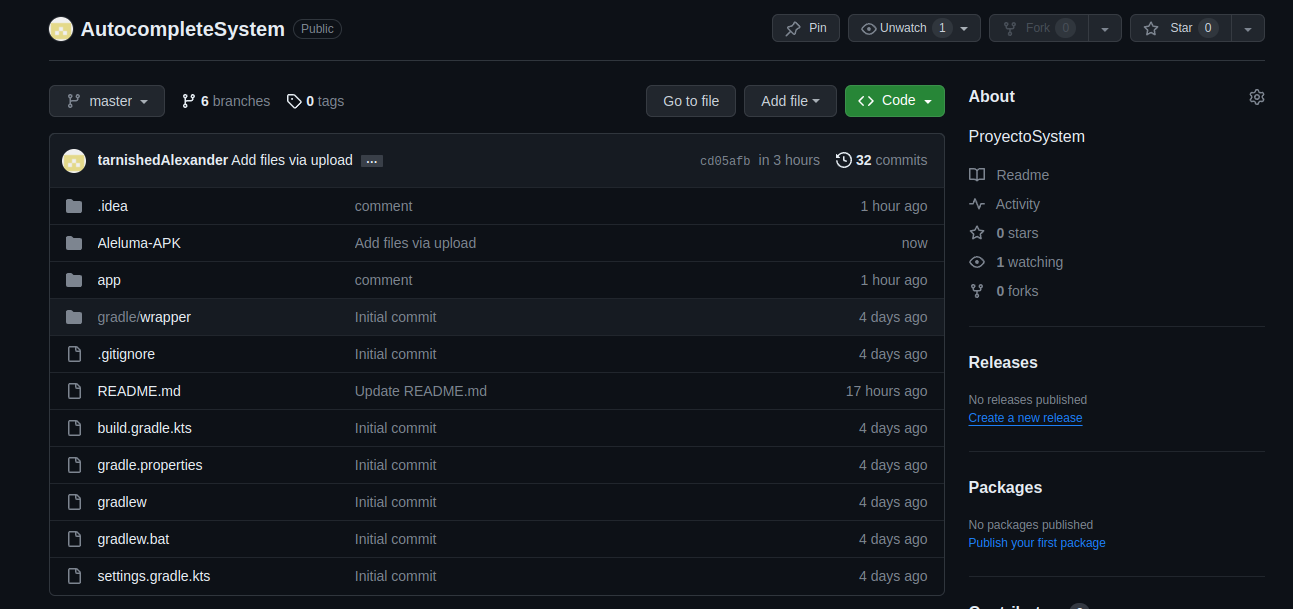 AutocompleteSystem Public Pin Unwatch 1 Fork 0 Star 0
master 6 branches 0 tags Go to file Add file Code
tarnishedAlexander Add files via upload ... cd05afb in 3 hours 32 commits
.idea comment 1 hour ago
Aleluma-APK Add files via upload now
app comment 1 hour ago
gradle/wrapper Initial commit 4 days ago
.gitignore Initial commit 4 days ago
README.md Update README.md 17 hours ago
build.gradle.kts Initial commit 4 days ago
gradle.properties Initial commit 4 days ago
gradlew Initial commit 4 days ago
gradlew.bat Initial commit 4 days ago
settings.gradle.kts Initial commit 4 days ago
About
ProyectoSystem
Readme
Activity
0 stars
1 watching
0 forks
Releases
No releases published
Create a new release
Packages
No packages published
Publish your first package